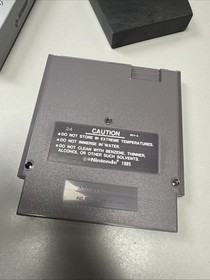 24
CAUTION
●DO NOT STORE IN EXTREME TEMPERATURES.
●DO NOT IMMERSE IN WATER.
●DO NOT CLEAN WITH BENZENE, THINNER,
ALCOHOL OR OTHER SUCH SOLVENTS.
©Nintendo 1985